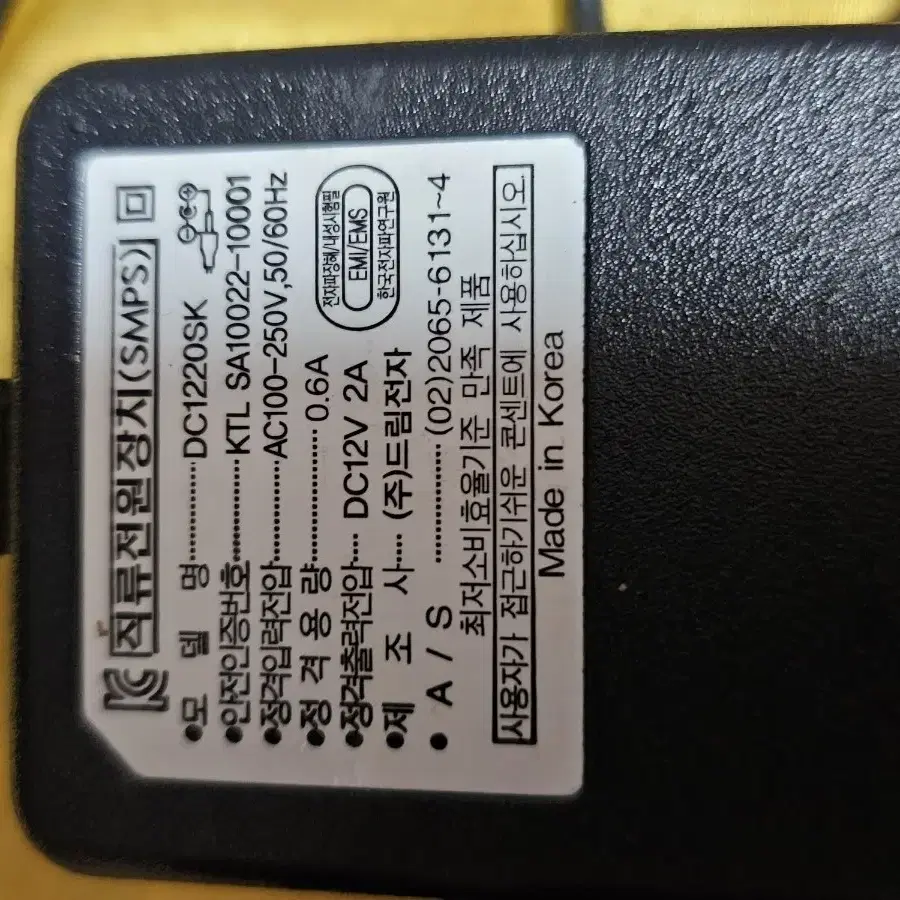 직류전원장치(SMPS)
●모 델 명..............DC1220SK
●안전인증번호..............KTL SA10022-10001
●정격입력전압..........AC100-250V,50/60Hz
●정 격 용 량..............0.6A
●정격출력전압.... DC12V 2A
●제 조 사.... (주)드림전자
● A / S ..............(02)2065-6131~4
전자파장해/내성시험필
EMI/EMS
한국전자파연구원
최저소비효율기준 만족 제품
사용자가 접근하기쉬운 콘센트에 사용하십시오.
Made in Korea